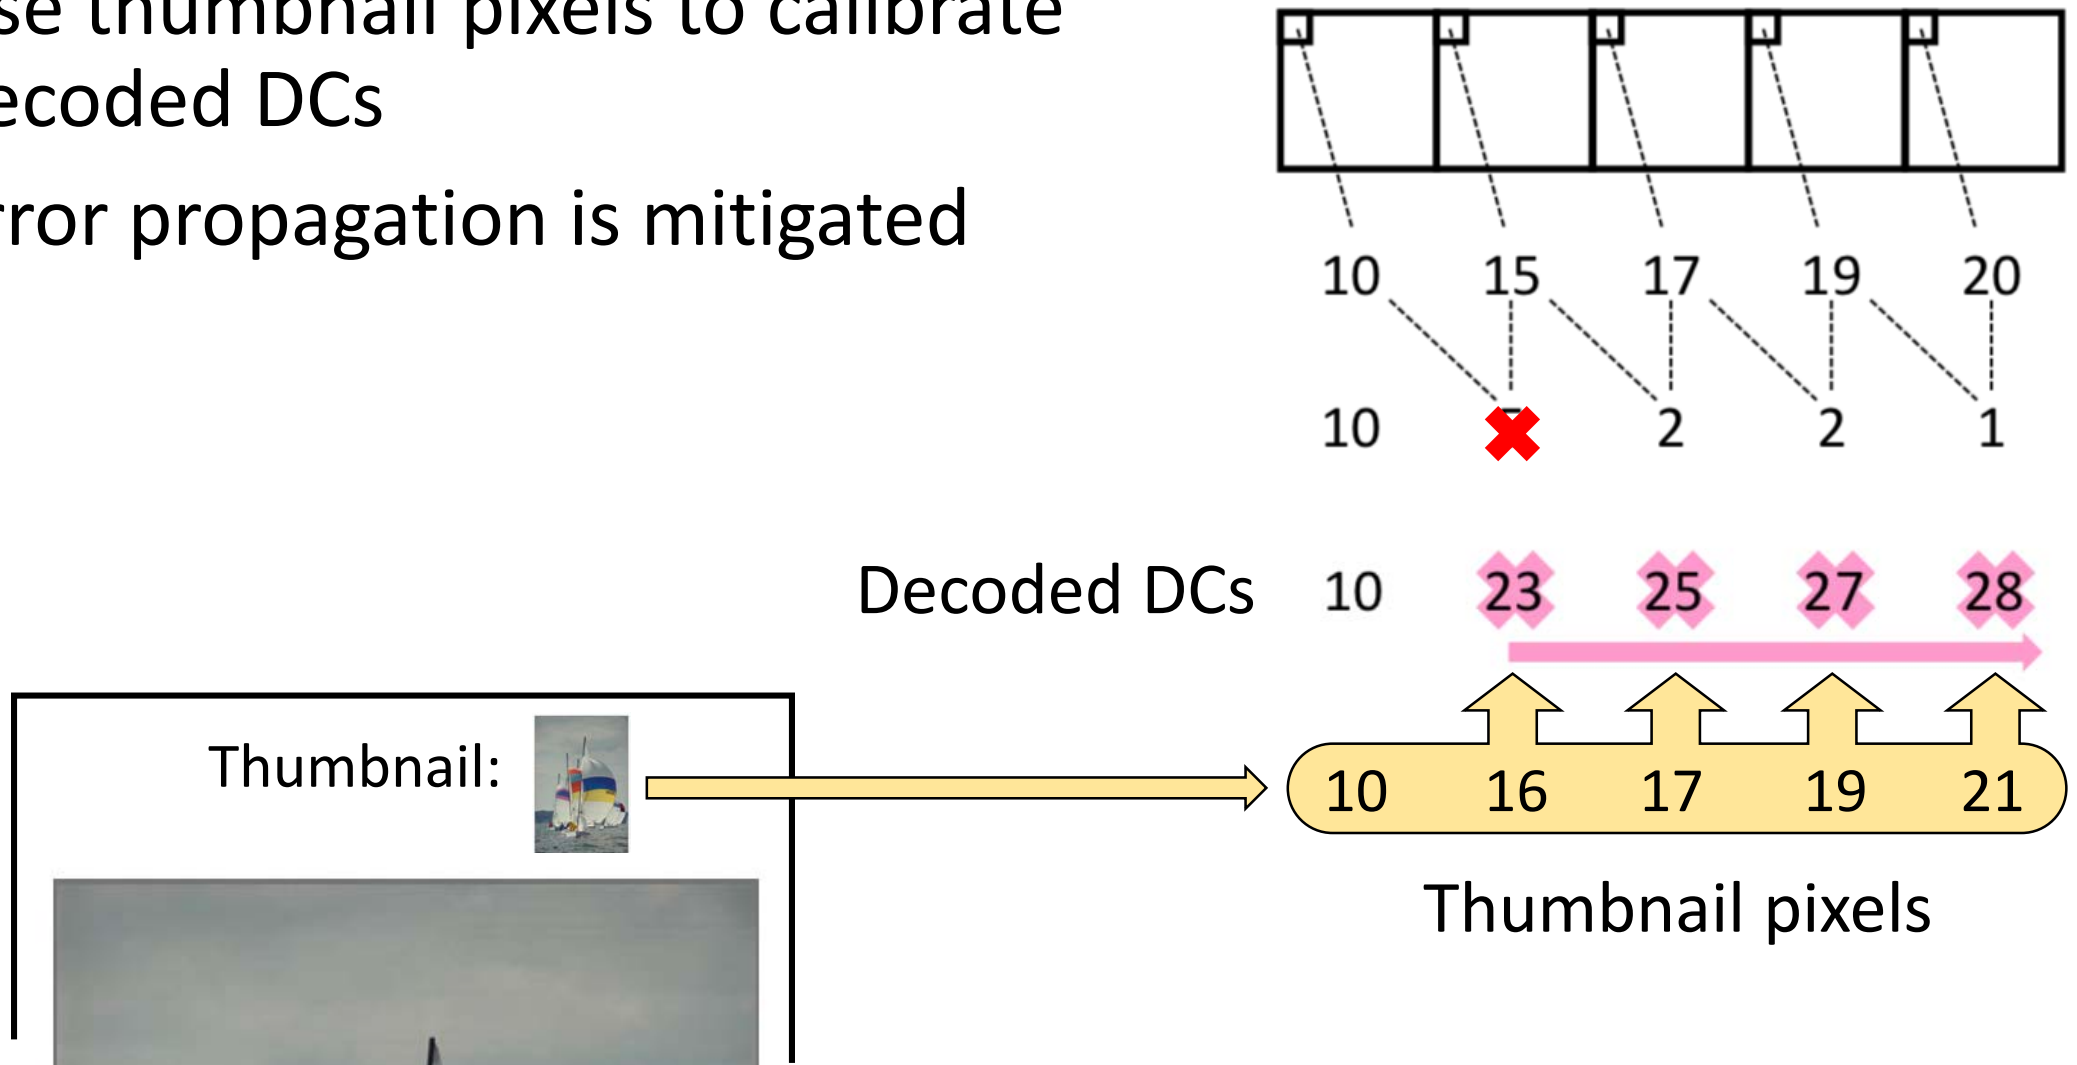 se thumbnail pixels to calibrate
ecoded DCs
rror propagation is mitigated
10 15 17 19 20
10 2 2 1
Decoded DCs 10 23 25 27 28
Thumbnail:
10 16 17 19 21
Thumbnail pixels